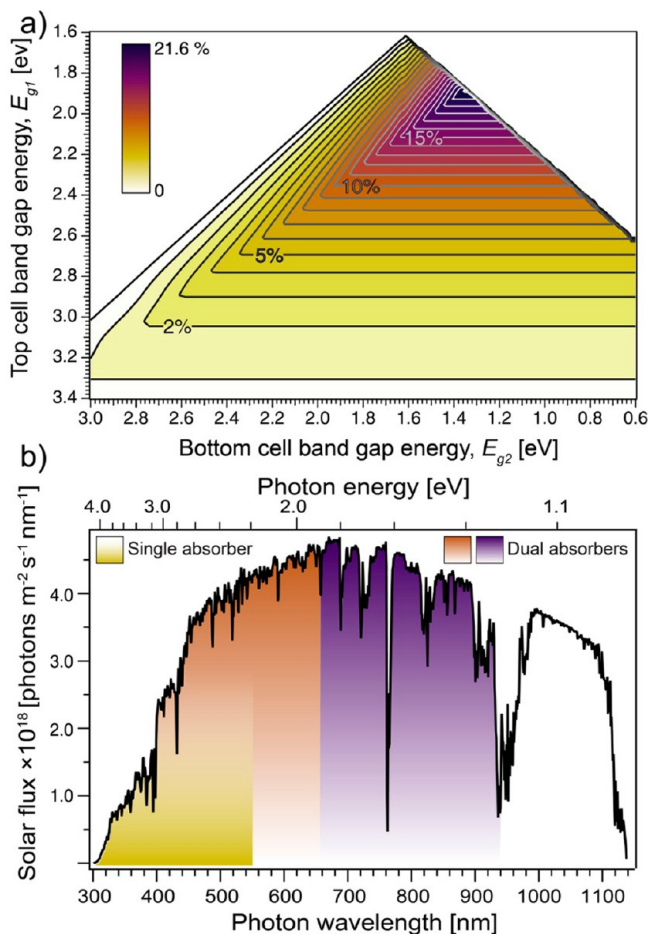 a)
1.6
1.8
2.0
2.2
2.4
2.6
2.8
3.0
3.2
3.4
Top cell band gap energy, Eg1 [ev]
21.6 %
0
15%
10%
5%
2%
3.0 2.8 2.6 2.4 2.2 2.0 1.8 1.6 1.4 1.2 1.0 0.8 0.6
Bottom cell band gap energy, Eg2 [eV]
b)
Photon energy [eV]
4.0 3.0 2.0 1.1
Single absorber
Dual absorbers
Solar flux ×10¹⁸ [photons m⁻² s⁻¹ nm⁻¹]
4.0
3.0
2.0
1.0
300 400 500 600 700 800 900 1000 1100
Photon wavelength [nm]